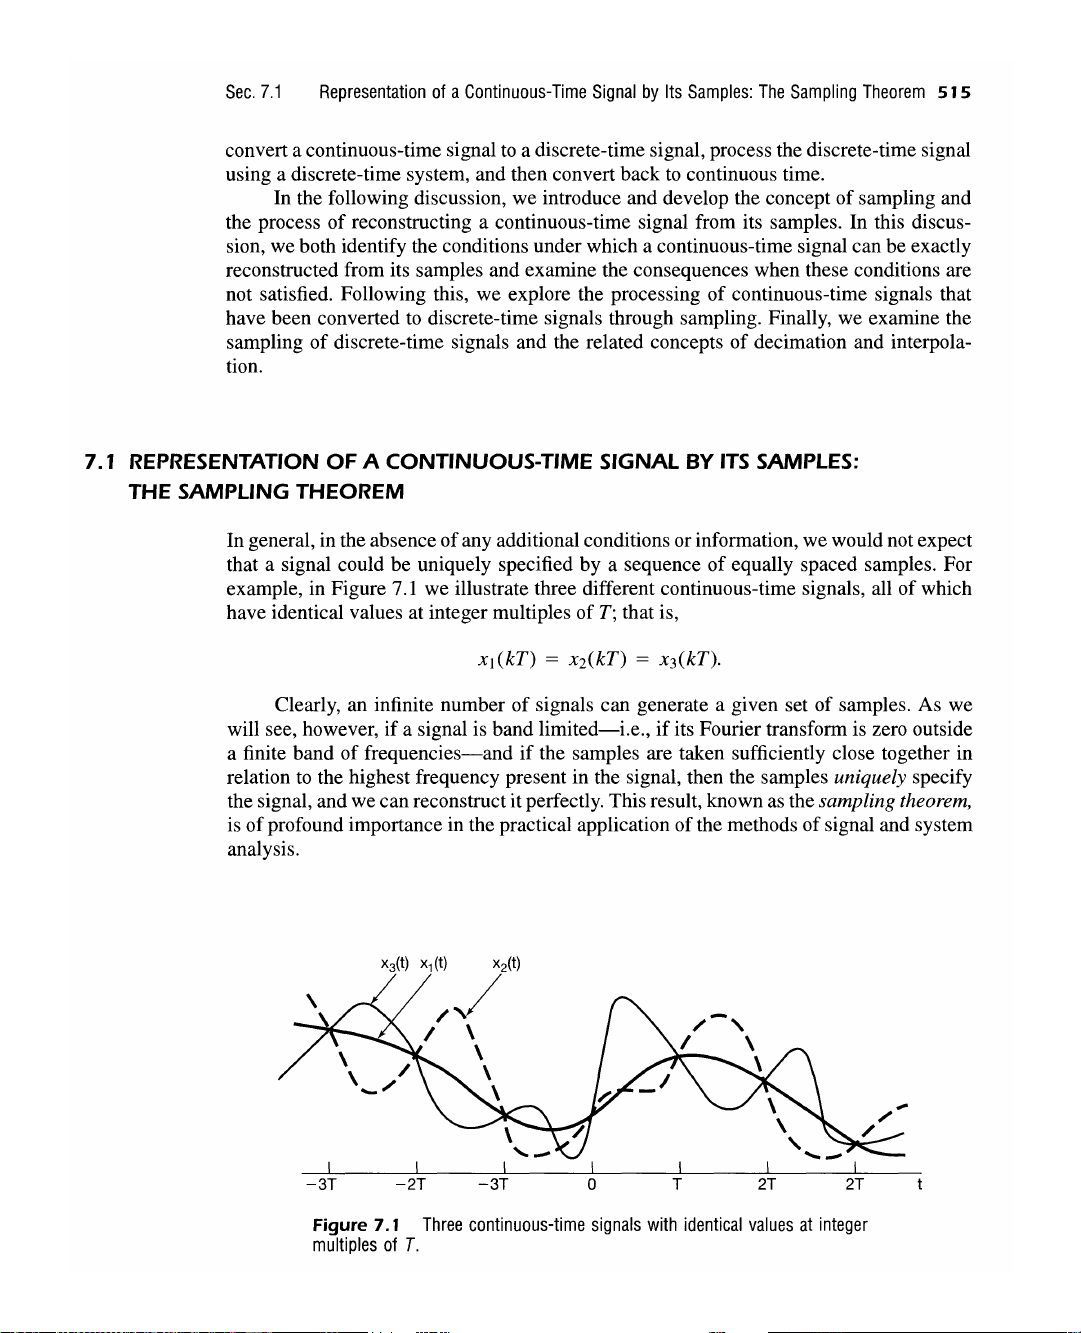 Sec. 7.1 Representation of a Continuous-Time Signal by Its Samples: The Sampling Theorem 515
convert a continuous-time signal to a discrete-time signal, process the discrete-time signal
using a discrete-time system, and then convert back to continuous time.
In the following discussion, we introduce and develop the concept of sampling and
the process of reconstructing a continuous-time signal from its samples. In this discus-
sion, we both identify the conditions under which a continuous-time signal can be exactly
reconstructed from its samples and examine the consequences when these conditions are
not satisfied. Following this, we explore the processing of continuous-time signals that
have been converted to discrete-time signals through sampling. Finally, we examine the
sampling of discrete-time signals and the related concepts of decimation and interpola-
tion.
7.1 REPRESENTATION OF A CONTINUOUS-TIME SIGNAL BY ITS SAMPLES:
THE SAMPLING THEOREM
In general, in the absence of any additional conditions or information, we would not expect
that a signal could be uniquely specified by a sequence of equally spaced samples. For
example, in Figure 7.1 we illustrate three different continuous-time signals, all of which
have identical values at integer multiples of T; that is,
x₁(kT) = x₂(kT) = x₃(kT).
Clearly, an infinite number of signals can generate a given set of samples. As we
will see, however, if a signal is band limited—i.e., if its Fourier transform is zero outside
a finite band of frequencies—and if the samples are taken sufficiently close together in
relation to the highest frequency present in the signal, then the samples uniquely specify
the signal, and we can reconstruct it perfectly. This result, known as the sampling theorem,
is of profound importance in the practical application of the methods of signal and system
analysis.
x₃(t) x₁(t) x₂(t)
−3T −2T −3T 0 T 2T 2T t
Figure 7.1 Three continuous-time signals with identical values at integer
multiples of T.